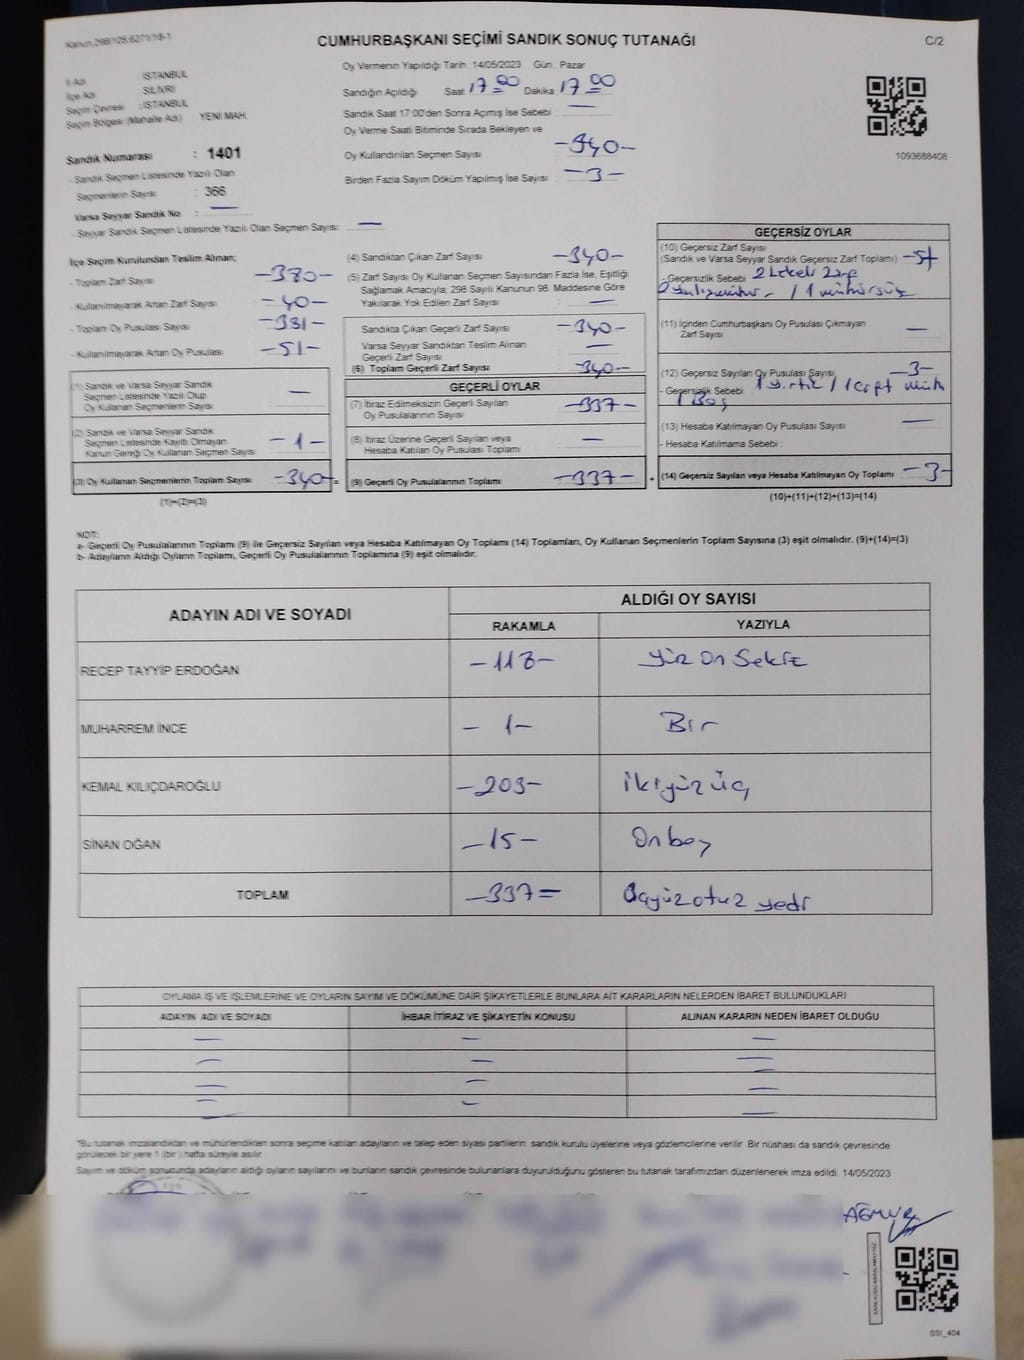 Kanun 298/105,6271/18-1
CUMHURBAŞKANI SEÇİMİ SANDIK SONUÇ TUTANAĞI
C/2
İl Adı : İSTANBUL
İlçe Adı : SİLİVRİ
Seçim Çevresi : İSTANBUL
Seçim Bölgesi (Mahalle Adı) YENİ MAH.
Sandık Numarası : 1401
- Sandık Seçmen Listesinde Yazılı Olan
Seçmenlerin Sayısı : 366
Varsa Seyyar Sandık No : —
- Seyyar Sandık Seçmen Listesinde Yazılı Olan Seçmen Sayısı: —
Oy Vermenin Yapıldığı Tarih : 14/05/2023 Gün : Pazar
Sandığın Açıldığı Saat 17 00 Dakika 17 00
Sandık Saat 17:00'den Sonra Açımış İse Sebebi : —
Oy Verme Saati Bitiminde Sırada Bekleyen ve
Oy Kullandırılan Seçmen Sayısı -340-
Birden Fazla Sayım Döküm Yapılmış İse Sayısı -3-
1093688408
İlçe Seçim Kurulundan Teslim Alınan;
- Toplam Zarf Sayısı -380-
- Kullanılmayarak Artan Zarf Sayısı -40-
- Toplam Oy Pusulası Sayısı -391-
- Kullanılmayarak Artan Oy Pusulası -51-
(1) Sandık ve Varsa Seyyar Sandık
Seçmen Listesinde Yazılı Olup
Oy Kullanan Seçmenlerin Sayısı —
(2) Sandık ve Varsa Seyyar Sandık
Seçmen Listesinde Kayıtlı Olmayan
Kanun Gereği Oy Kullanan Seçmen Sayısı -1-
(3) Oy Kullanan Seçmenlerin Toplam Sayısı -340- =
(1)+(2)=(3)
(4) Sandıktan Çıkan Zarf Sayısı -340-
(5) Zarf Sayısı Oy Kullanan Seçmen Sayısından Fazla İse, Eşitliği
Sağlamak Amacıyla; 298 Sayılı Kanunun 98. Maddesine Göre
Yakılarak Yok Edilen Zarf Sayısı —
Sandıkta Çıkan Geçerli Zarf Sayısı -340-
Varsa Seyyar Sandıktan Teslim Alınan
Geçerli Zarf Sayısı —
(6) Toplam Geçerli Zarf Sayısı -340-
GEÇERLİ OYLAR
(7) İtiraz Edilmeksizin Geçerli Sayılan
Oy Pusulalarının Sayısı -337-
(8) İtiraz Üzerine Geçerli Sayılan veya
Hesaba Katılan Oy Pusulası Toplamı —
(9) Geçerli Oy Pusulalarının Toplamı -337- +
GEÇERSİZ OYLAR
(10) Geçersiz Zarf Sayısı
(Sandık ve Varsa Seyyar Sandık Geçersiz Zarf Toplamı)
- Geçersizlik Sebebi 2 Lekeli Zarf
(11) İçinden Cumhurbaşkanı Oy Pusulası Çıkmayan
Zarf Sayısı —
(12) Geçersiz Sayılan Oy Pusulası Sayısı -3-
- Geçersizlik Sebebi 1 yırtık / 1 çift müh
1 Boş
(13) Hesaba Katılmayan Oy Pusulası Sayısı —
- Hesaba Katılmama Sebebi :
(14) Geçersiz Sayılan veya Hesaba Katılmayan Oy Toplamı -3-
(10)+(11)+(12)+(13)=(14)
NOT:
a- Geçerli Oy Pusulalarının Toplamı (9) ile Geçersiz Sayılan veya Hesaba Katılmayan Oy Toplamı (14) Toplamları, Oy Kullanan Seçmenlerin Toplam Sayısına (3) eşit olmalıdır. (9)+(14)=(3)
b- Adayların Aldığı Oyların Toplamı, Geçerli Oy Pusulalarının Toplamına (9) eşit olmalıdır.
ADAYIN ADI VE SOYADI
ALDIĞI OY SAYISI
RAKAMLA YAZIYLA
RECEP TAYYİP ERDOĞAN -118- Yüz On Sekiz
MUHARREM İNCE -1- Bir
KEMAL KILIÇDAROĞLU -203- ikiyüz üç
SİNAN OĞAN -15- Onbeş
TOPLAM -337= Üçyüz otuz yedi
OYLAMA İŞ VE İŞLEMLERİNE VE OYLARIN SAYIM VE DÖKÜMÜNE DAİR ŞİKAYETLERLE BUNLARA AİT KARARLARIN NELERDEN İBARET BULUNDUKLARI
ADAYIN ADI VE SOYADI İHBAR İTİRAZ VE ŞİKAYETİN KONUSU ALINAN KARARIN NEDEN İBARET OLDUĞU
— — —
— — —
— — —
— — —
"Bu tutanak imzalandıktan ve mühürlendikten sonra seçime katılan adayların ve talep eden siyasi partilerin sandık kurulu üyelerine veya gözlemcilerine verilir. Bir nüshası da sandık çevresinde
görülecek bir yere 1 (bir ) hafta süreyle asılır.
Sayım ve döküm sonucunda adayların aldığı oyların sayılarını ve bunların sandık çevresinde bulunanlara duyurulduğunu gösteren bu tutanak tarafımızdan düzenlenerek imza edildi. 14/05/2023
SSI_404